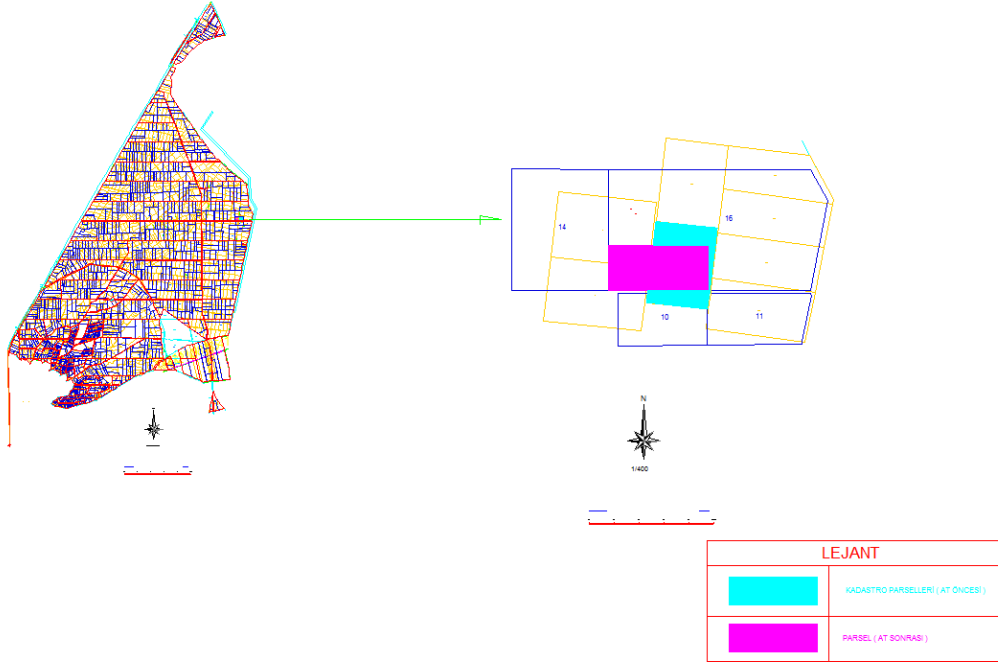 14
16
10
11
N
1/400
LEJANT
KADASTRO PARSELLERİ ( AT ÖNCESİ )
PARSEL ( AT SONRASI )